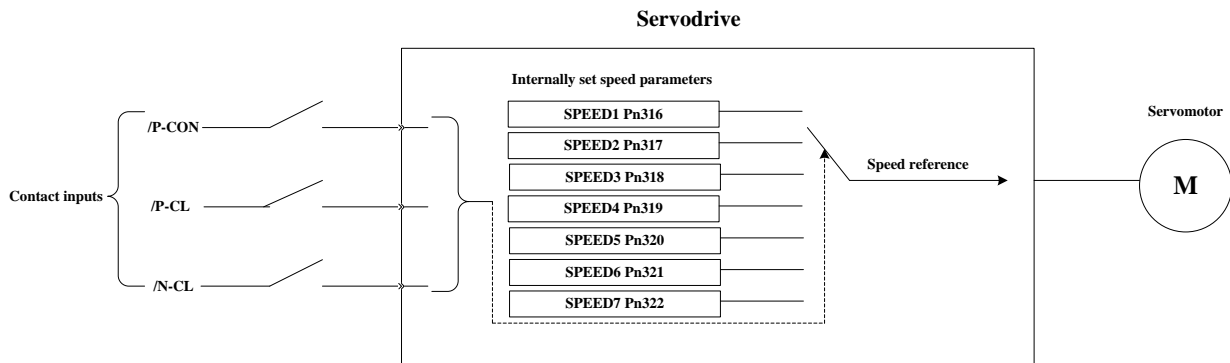 Servodrive
Internally set speed parameters
SPEED1 Pn316
SPEED2 Pn317
SPEED3 Pn318
SPEED4 Pn319
SPEED5 Pn320
SPEED6 Pn321
SPEED7 Pn322
Contact inputs
/P-CON
/P-CL
/N-CL
Speed reference
Servomotor
M